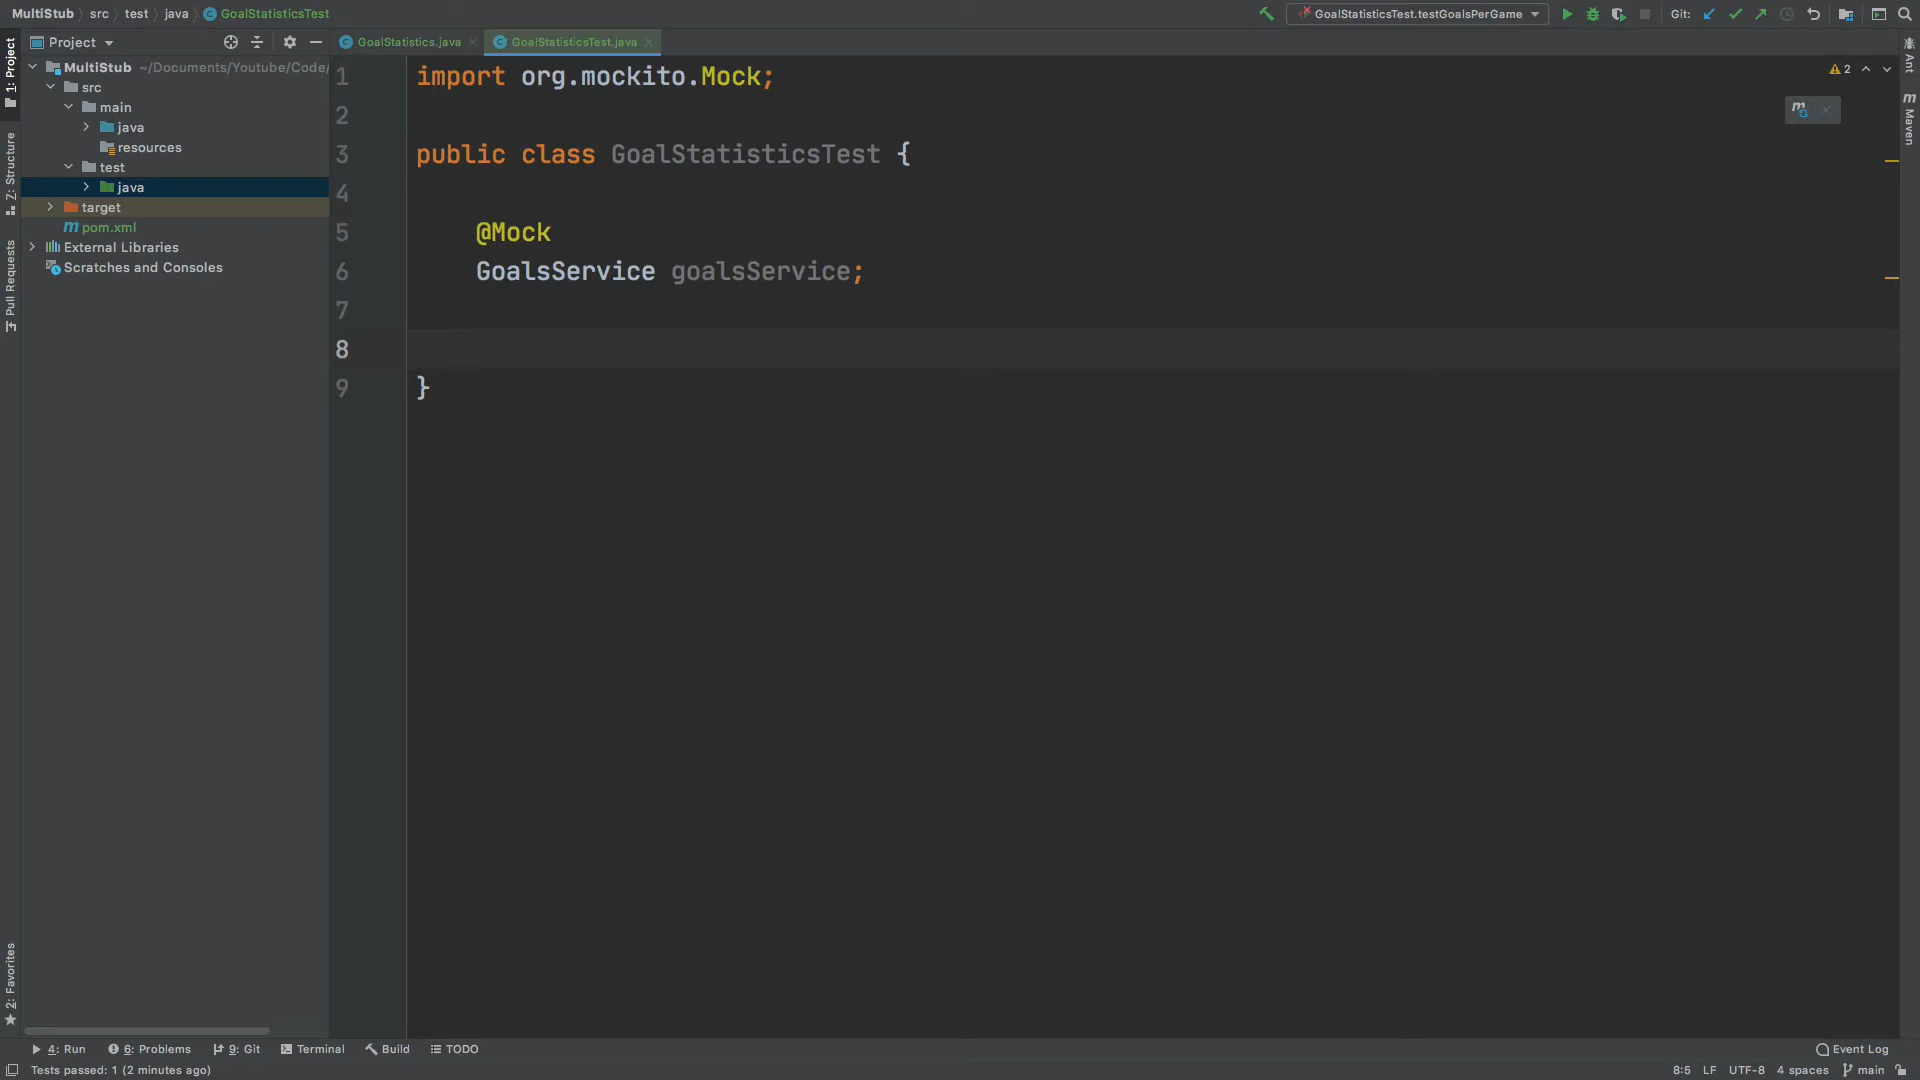 MultiStub src test java GoalStatisticsTest
GoalStatisticsTest.testGoalsPerGame Git:
1: Project
Project
GoalStatistics.java GoalStatisticsTest.java
MultiStub ~/Documents/Youtube/Code/
src
main
java
resources
test
java
target
pom.xml
External Libraries
Scratches and Consoles
Z: Structure
Pull Requests
2: Favorites
1 import org.mockito.Mock;
2
3 public class GoalStatisticsTest {
4
5 @Mock
6 GoalsService goalsService;
7
8
9 }
2
Ant
Maven
4: Run 6: Problems 9: Git Terminal Build TODO Event Log
Tests passed: 1 (2 minutes ago) 8:5 LF UTF-8 4 spaces main